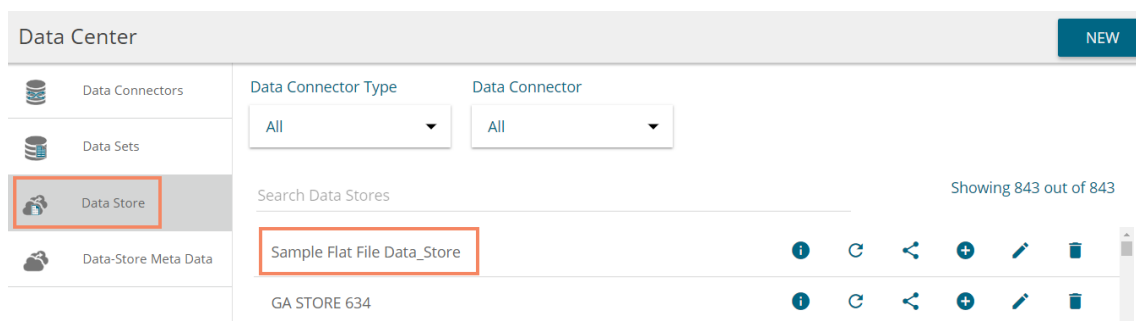 Data Center
NEW
Data Connectors
Data Sets
Data Store
Data-Store Meta Data
Data Connector Type
Data Connector
All
All
Search Data Stores
Showing 843 out of 843
Sample Flat File Data_Store
GA STORE 634